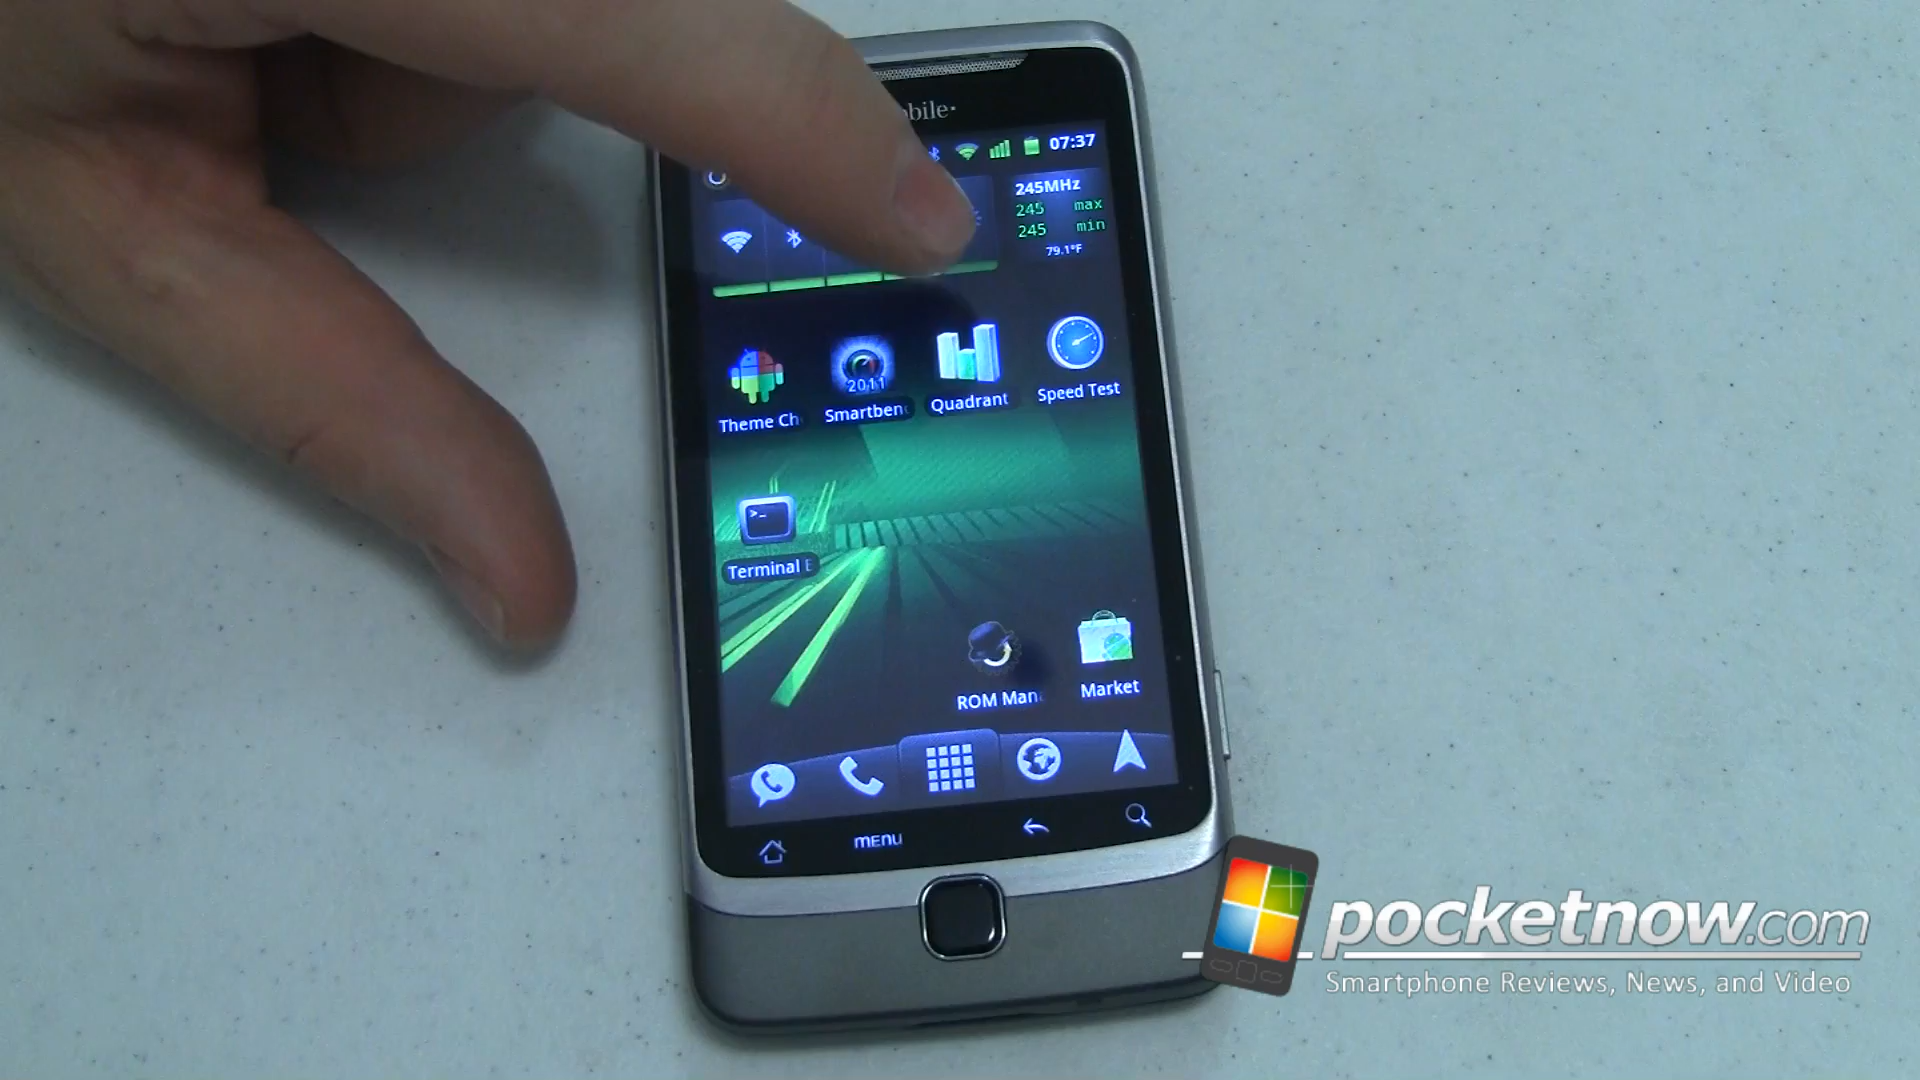 obile
07:37
245MHz
245 max
245 min
79.1°F
Theme Ch
2011
Smartben
Quadrant
Speed Test
>_
Terminal E
ROM Man
Market
MENU
pocketnow.com
Smartphone Reviews, News, and Video